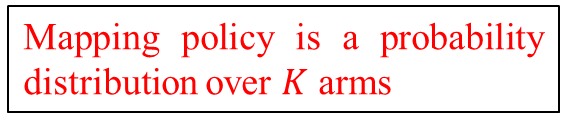 Mapping policy is a probability
distribution over K arms